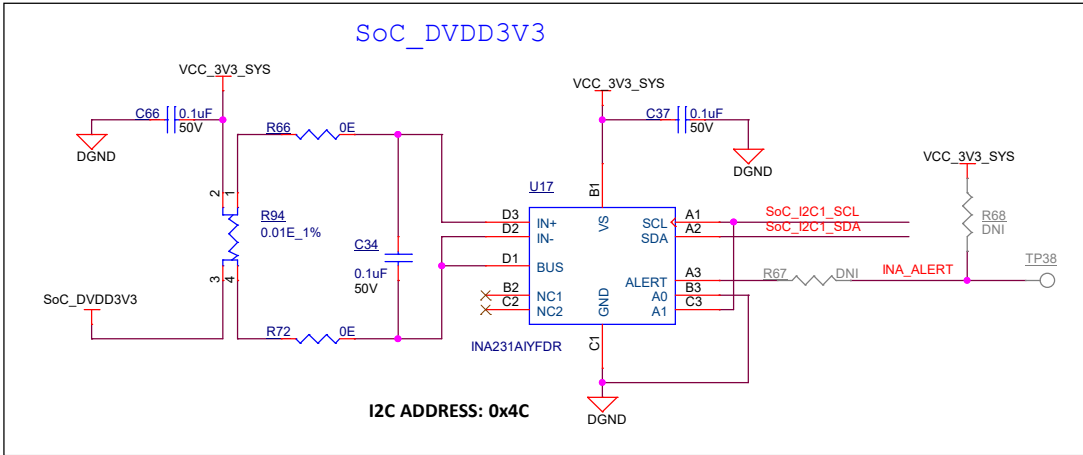 SoC_DVDD3V3
VCC_3V3_SYS
VCC_3V3_SYS
C66 0.1uF
50V
DGND
R66 0E
C37 0.1uF
50V
DGND
VCC_3V3_SYS
2 1
R94
0.01E_1%
3 4
C34
0.1uF
50V
SoC_DVDD3V3
R72 0E
U17
B1
D3 IN+
D2 IN-
D1 BUS
B2 NC1
C2 NC2
VS
GND
C1
SCL A1 SoC_I2C1_SCL
SDA A2 SoC_I2C1_SDA
ALERT A3
A0 B3
A1 C3
R67 DNI
INA_ALERT
R68
DNI
TP38
INA231AIYFDR
DGND
I2C ADDRESS: 0x4C